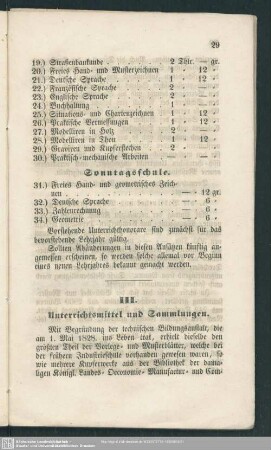 29
19.) Straßenbaukunde . . . . 2 Thlr. — gr.
20.) Freies Hand- und Musterzeichnen 1 „ 12 „
21.) Deutsche Sprache . . . . 1 „ 12 „
22.) Französische Sprache . . . 2 „ — „
23.) Englische Sprache . . . . 2 „ — „
24.) Buchhaltung . . . . 1 „ — „
25.) Situations- und Chartenzeichnen 1 „ 12 „
26.) Praktische Vermessungen . . 1 „ 12 „
27.) Modelliren in Holz . . . 2 „ — „
28.) Modelliren in Thon . . . 1 „ 12 „
29.) Graviren und Kupferstechen . 2 „ — „
30.) Praktisch-mechanische Arbeiten — „ — „
Sonntagsschule.
31.) Freies Hand- und geometrisches Zeich-
nen . . . . — „ 12 gr.
32.) Deutsche Sprache . . . . — „ 6 „
33.) Zahlenrechnung . . . . — „ 6 „
34.) Geometrie . . . . — „ 6 „
Vorstehende Unterrichtshonorare sind zunächst für das
bevorstehende Lehrjahr gültig.
Sollten Abänderungen in diesen Ansätzen künftig an-
gemessen erscheinen, so werden solche allemal vor Beginn
eines neuen Lehrjahres bekannt gemacht werden.
III.
Unterrichtsmittel und Sammlungen.
Mit Begründung der technischen Bildungsanstalt, die
am 1. Mai 1828. ins Leben trat, erhielt dieselbe den
größten Theil der Vorlege- und Musterblätter, welche bei
der frühern Industrieschule vorhanden gewesen waren, so
wie mehrere Kupferwerke aus der Bibliothek der dama-
ligen Königl. Landes- Oeconomie- Manufactur- und Com-